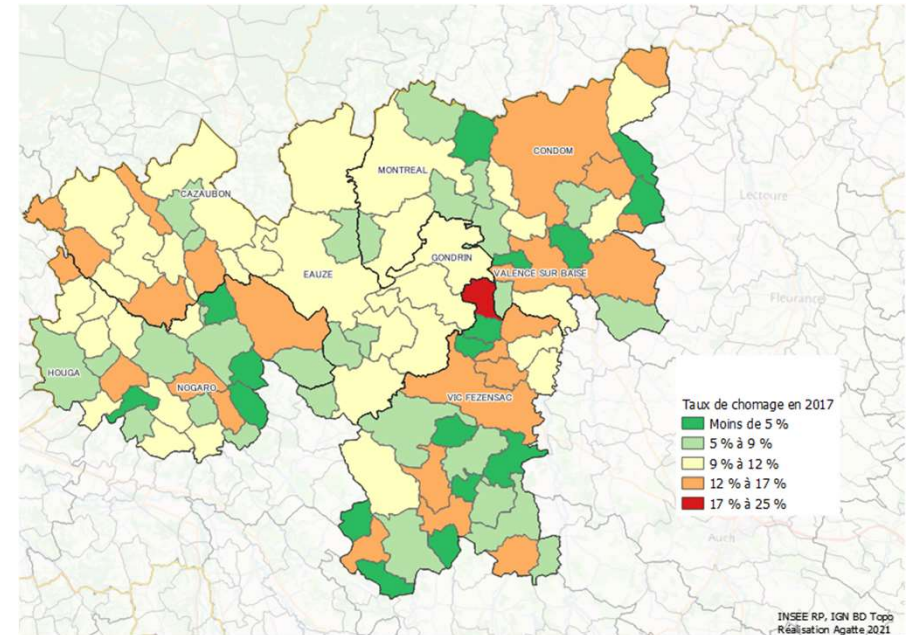 CONDOM
MONTREAL
CAZAUBON
Lectoure
GONDRIN
EAUZE
VALENCE SUR BAISE
Fleurance
HOUGA
NOGARO
VIC FEZENSAC
Taux de chomage en 2017
Moins de 5 %
5 % à 9 %
9 % à 12 %
12 % à 17 %
17 % à 25 %
Auch
INSEE RP, IGN BD Topo
Réalisation Agatte 2021